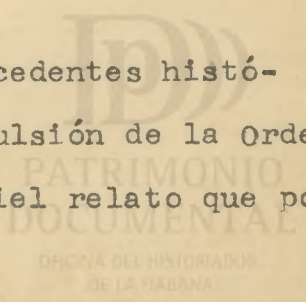 cedentes histó-
ulsión de la Orde
iel relato que po
PATRIMONIO
DOCUMENTAL
OFICINA DEL HISTORIADOR
DE LA HABANA